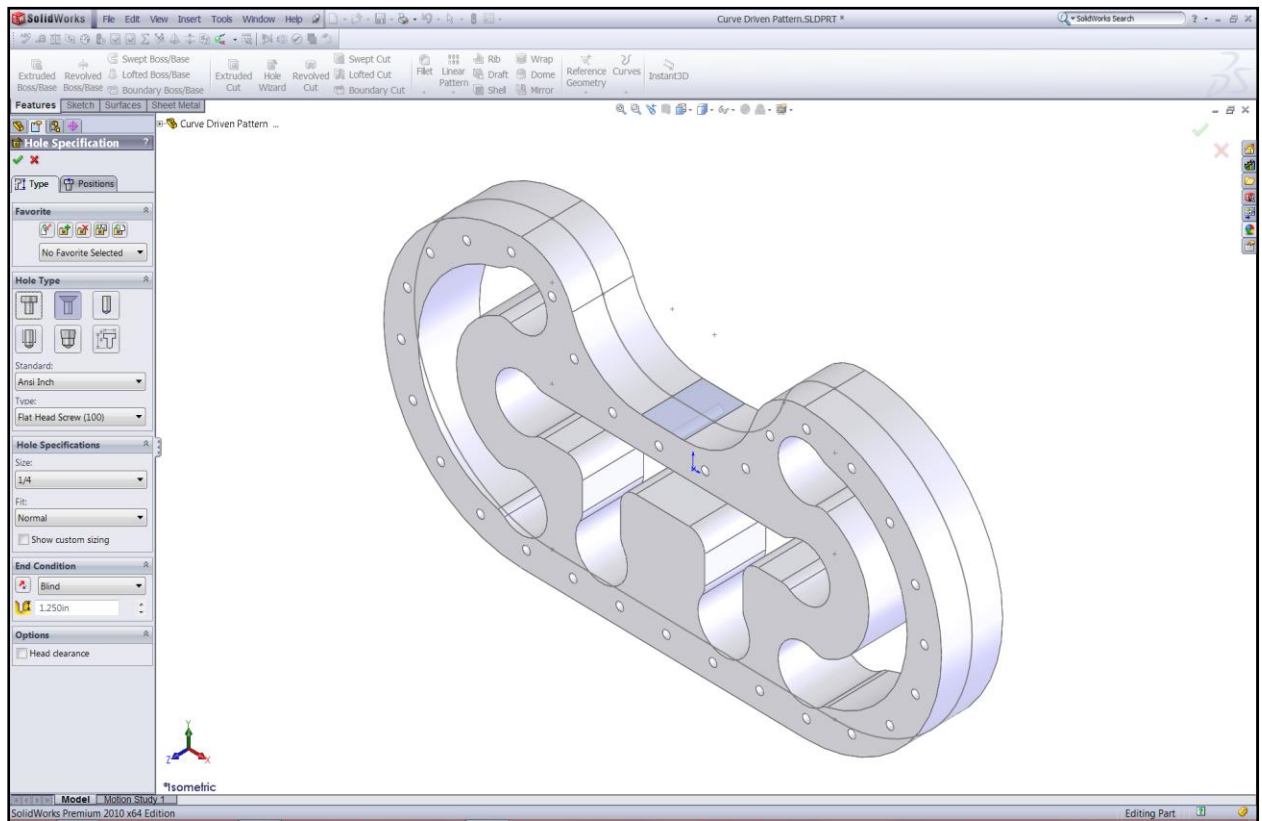 SolidWorks File Edit View Insert Tools Window Help Curve Driven Pattern.SLDPRT * SolidWorks Search
Extruded Boss/Base Revolved Boss/Base Swept Boss/Base Lofted Boss/Base Boundary Boss/Base Extruded Cut Hole Wizard Revolved Cut Swept Cut Lofted Cut Boundary Cut Fillet Linear Pattern Rib Draft Shell Wrap Dome Mirror Reference Geometry Curves Instant3D
Features Sketch Surfaces Sheet Metal
Curve Driven Pattern ...
Hole Specification ?
Type Positions
Favorite
No Favorite Selected
Hole Type
Standard:
Ansi Inch
Type:
Flat Head Screw (100)
Hole Specifications
Size:
1/4
Fit:
Normal
Show custom sizing
End Condition
Blind
1.250in
Options
Head clearance
Y
Z X
*Isometric
Model Motion Study 1
SolidWorks Premium 2010 x64 Edition Editing Part